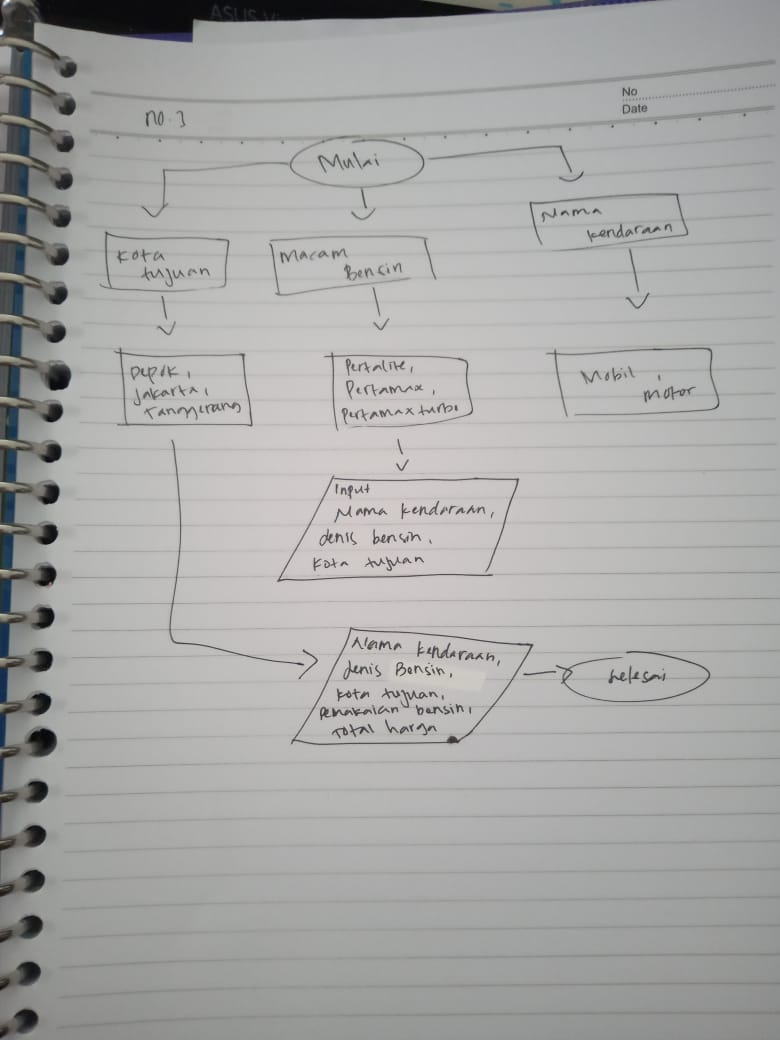 ASUS Vi
No
Date
no. 3
Mulai
Kota
tujuan
Macam
Bensin
Nama
kendaraan
Depok,
Jakarta,
Tanggerang
Pertalite,
Pertamax,
Pertamax turbo
Mobil,
motor
Input
Nama kendaraan,
Jenis bensin,
Kota tujuan
Nama kendaraan,
Jenis Bensin,
Kota tujuan,
Pemakaian bensin,
Total harga
Selesai